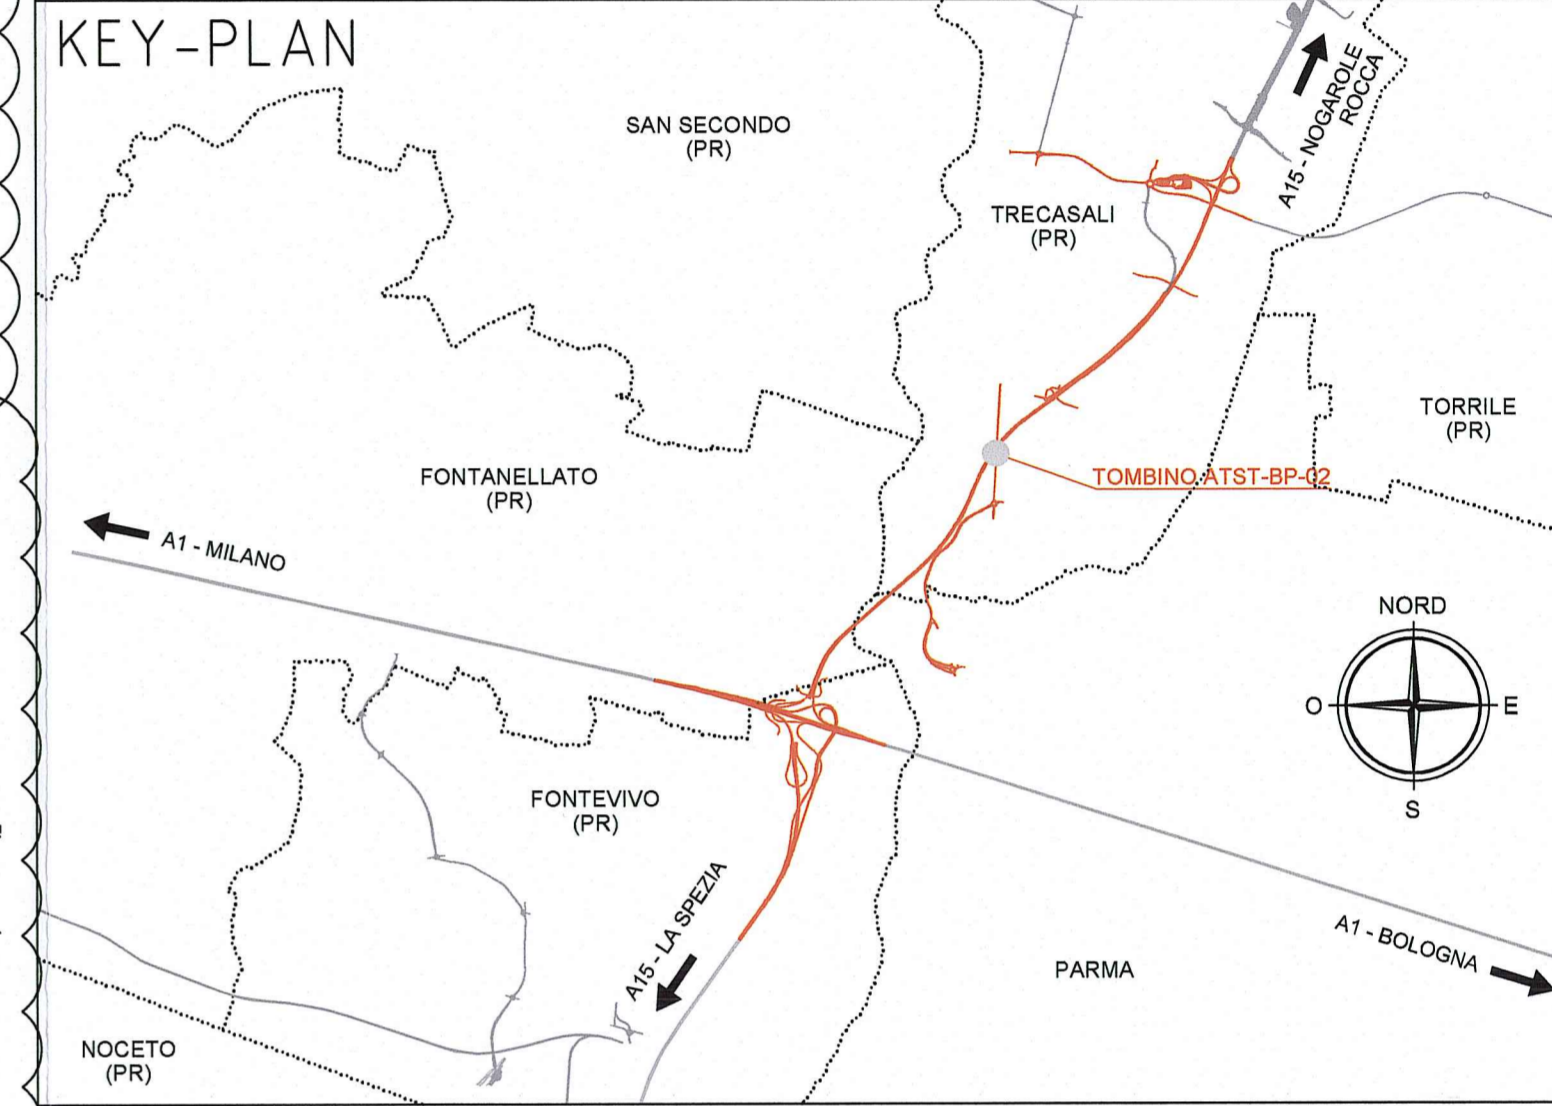 KEY-PLAN
SAN SECONDO
(PR)
A15 - NOGAROLE
ROCCA
TRECASALI
(PR)
TORRILE
(PR)
FONTANELLATO
(PR)
TOMBINO ATST-BP-02
A1 - MILANO
NORD
O
E
S
FONTEVIVO
(PR)
A15 - LA SPEZIA
A1 - BOLOGNA
PARMA
NOCETO
(PR)